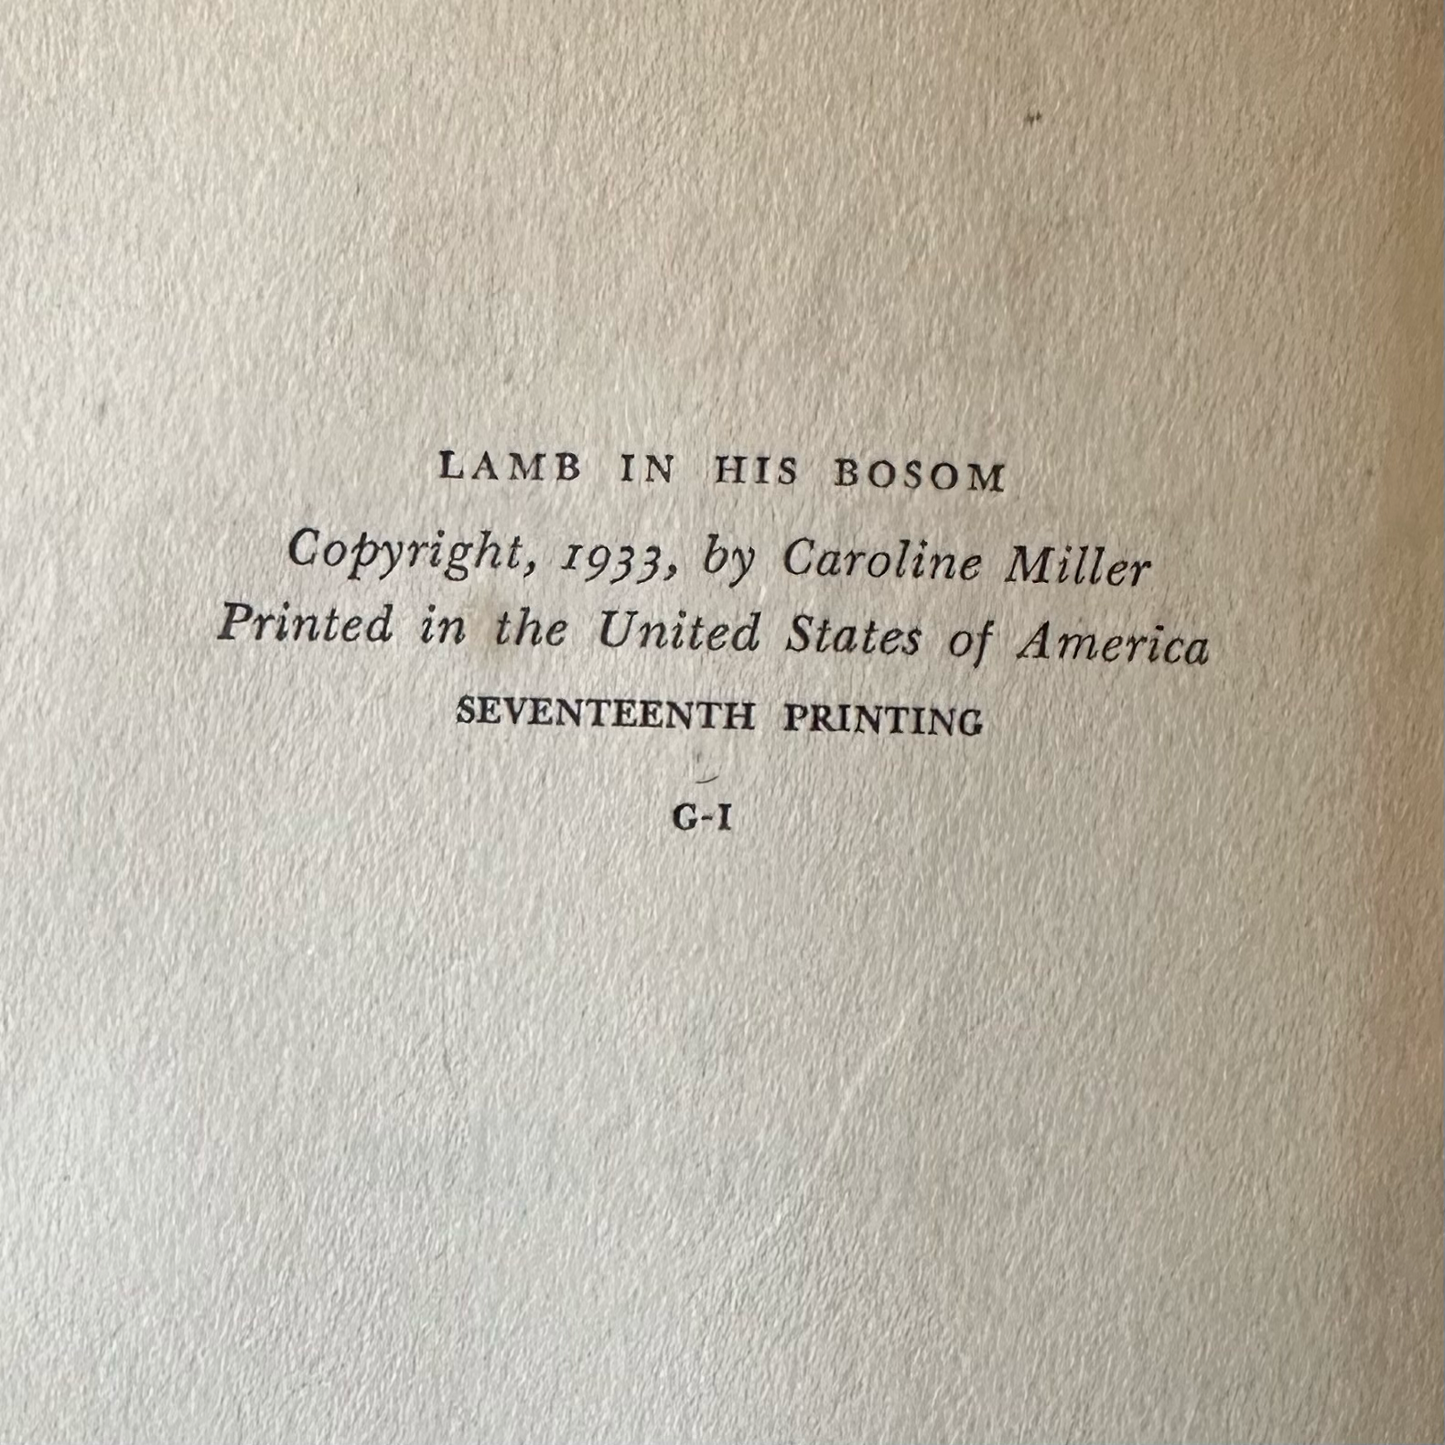 LAMB IN HIS BOSOM
Copyright, 1933, by Caroline Miller
Printed in the United States of America
SEVENTEENTH PRINTING
G-I